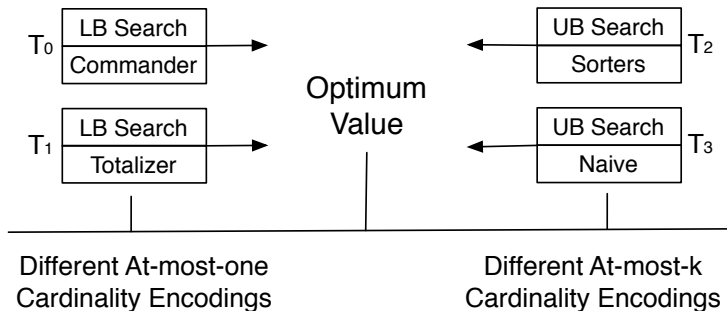 T0
LB Search
Commander
T1
LB Search
Totalizer
Optimum
Value
UB Search
Sorters
T2
UB Search
Naive
T3
Different At-most-one
Cardinality Encodings
Different At-most-k
Cardinality Encodings